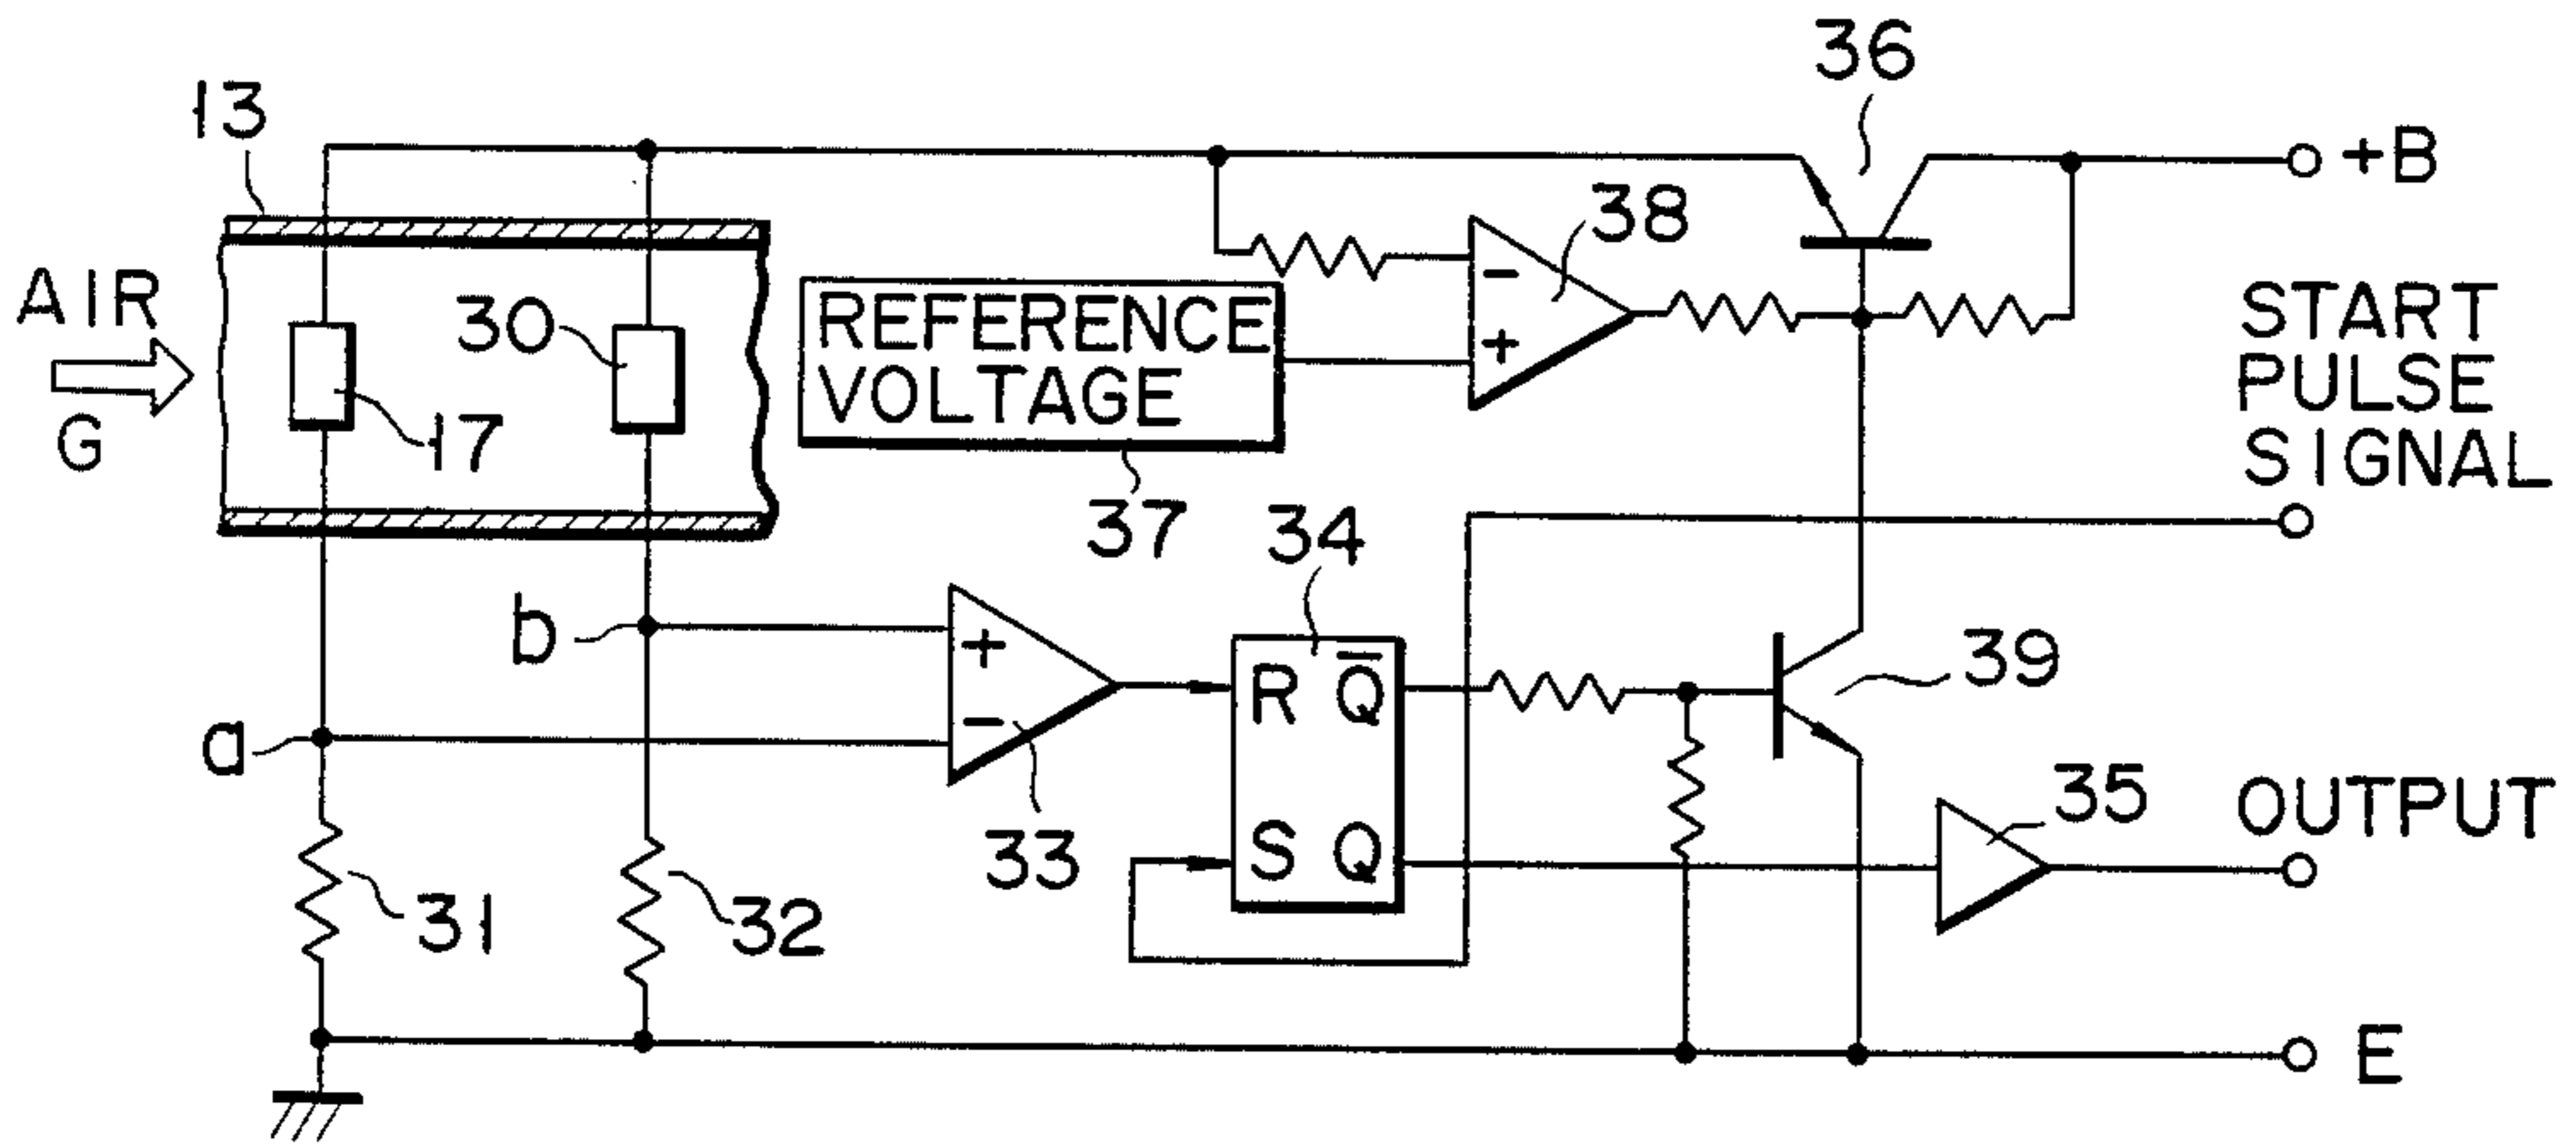 36
13
+B
38
AIR
G
30
17
REFERENCE
VOLTAGE
-
+
37
START
PULSE
SIGNAL
34
b
a
+
-
33
R Q̅
S Q
39
35
OUTPUT
31
32
E